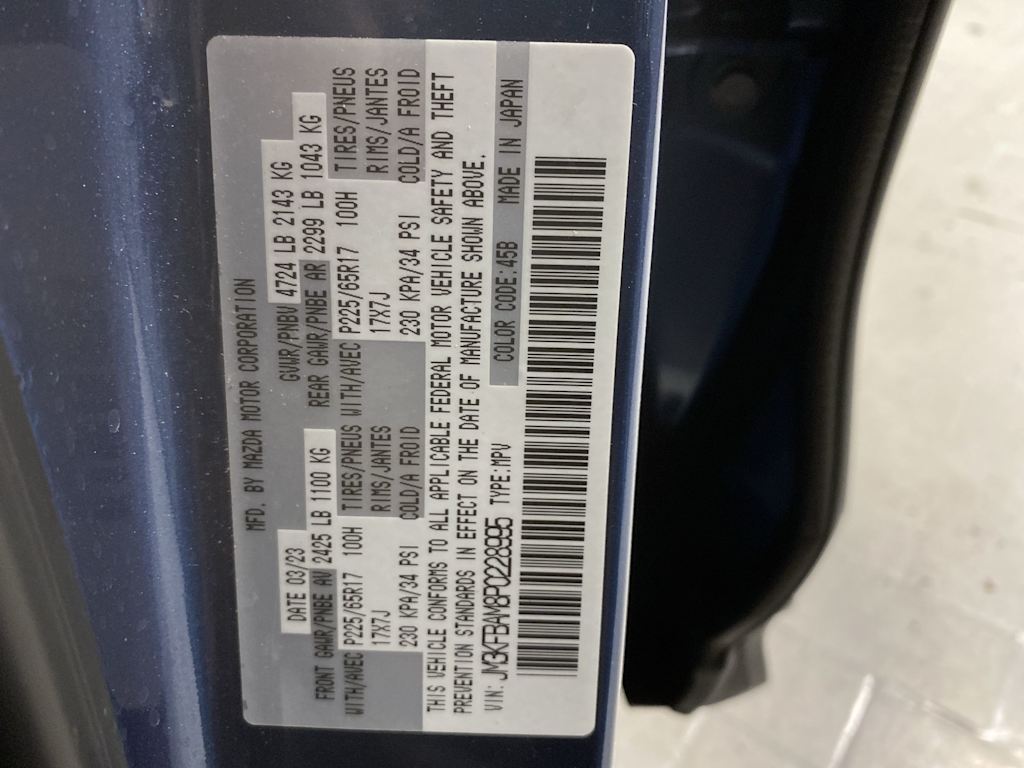 MFD. BY MAZDA MOTOR CORPORATION
DATE 03/23 GVWR/PNBV 4724 LB 2143 KG
FRONT GAWR/PNBE AV 2425 LB 1100 KG REAR GAWR/PNBE AR 2299 LB 1043 KG
WITH/AVEC P225/65R17 100H TIRES/PNEUS WITH/AVEC P225/65R17 100H TIRES/PNEUS
17X7J RIMS/JANTES 17X7J RIMS/JANTES
230 KPA/34 PSI COLD/A FROID 230 KPA/34 PSI COLD/A FROID
THIS VEHICLE CONFORMS TO ALL APPLICABLE FEDERAL MOTOR VEHICLE SAFETY AND THEFT
PREVENTION STANDARDS IN EFFECT ON THE DATE OF MANUFACTURE SHOWN ABOVE.
VIN: JM3KFBAM8P0228995 TYPE:MPV COLOR CODE:45B MADE IN JAPAN